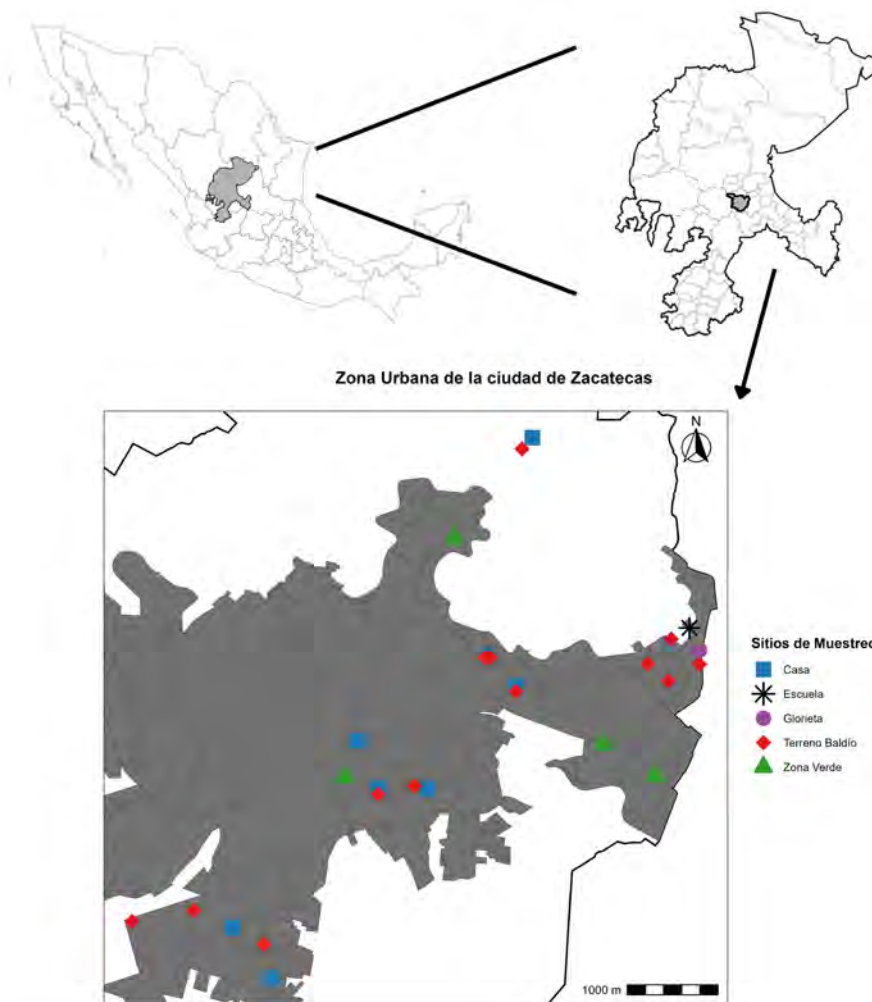 Zona Urbana de la ciudad de Zacatecas
N
Sitios de Muestreo
Casa
Escuela
Glorieta
Terreno Baldío
Zona Verde
1000 m